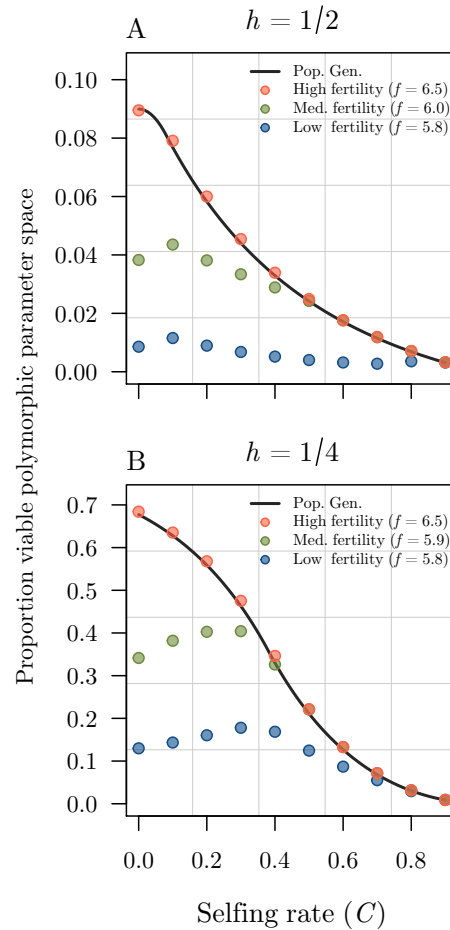 A
h = 1/2
Pop. Gen.
High fertility (f = 6.5)
Med. fertility (f = 6.0)
Low fertility (f = 5.8)
0.10
0.08
0.06
0.04
0.02
0.00
B
h = 1/4
Pop. Gen.
High fertility (f = 6.5)
Med. fertility (f = 5.9)
Low fertility (f = 5.8)
0.7
0.6
0.5
0.4
0.3
0.2
0.1
0.0
0.0 0.2 0.4 0.6 0.8
Selfing rate (C)
Proportion viable polymorphic parameter space